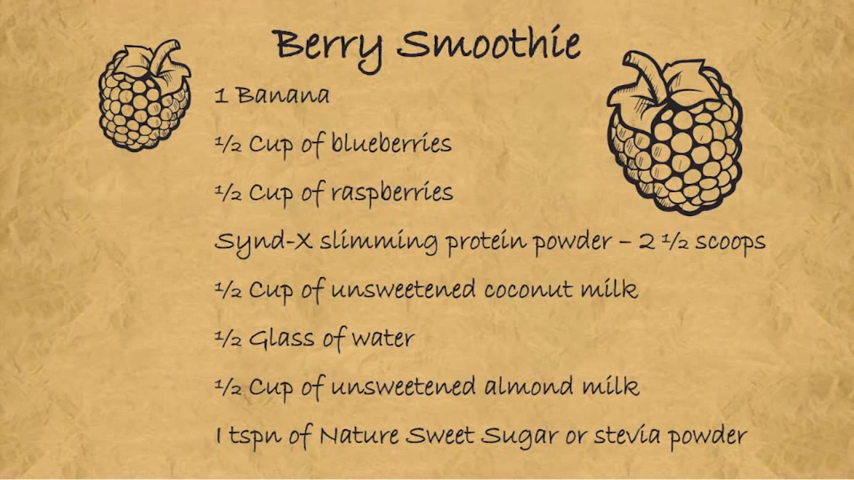 Berry Smoothie
1 Banana
½ Cup of blueberries
½ Cup of raspberries
Synd-X slimming protein powder – 2 ½ scoops
½ Cup of unsweetened coconut milk
½ Glass of water
½ Cup of unsweetened almond milk
1 tspn of Nature Sweet Sugar or stevia powder